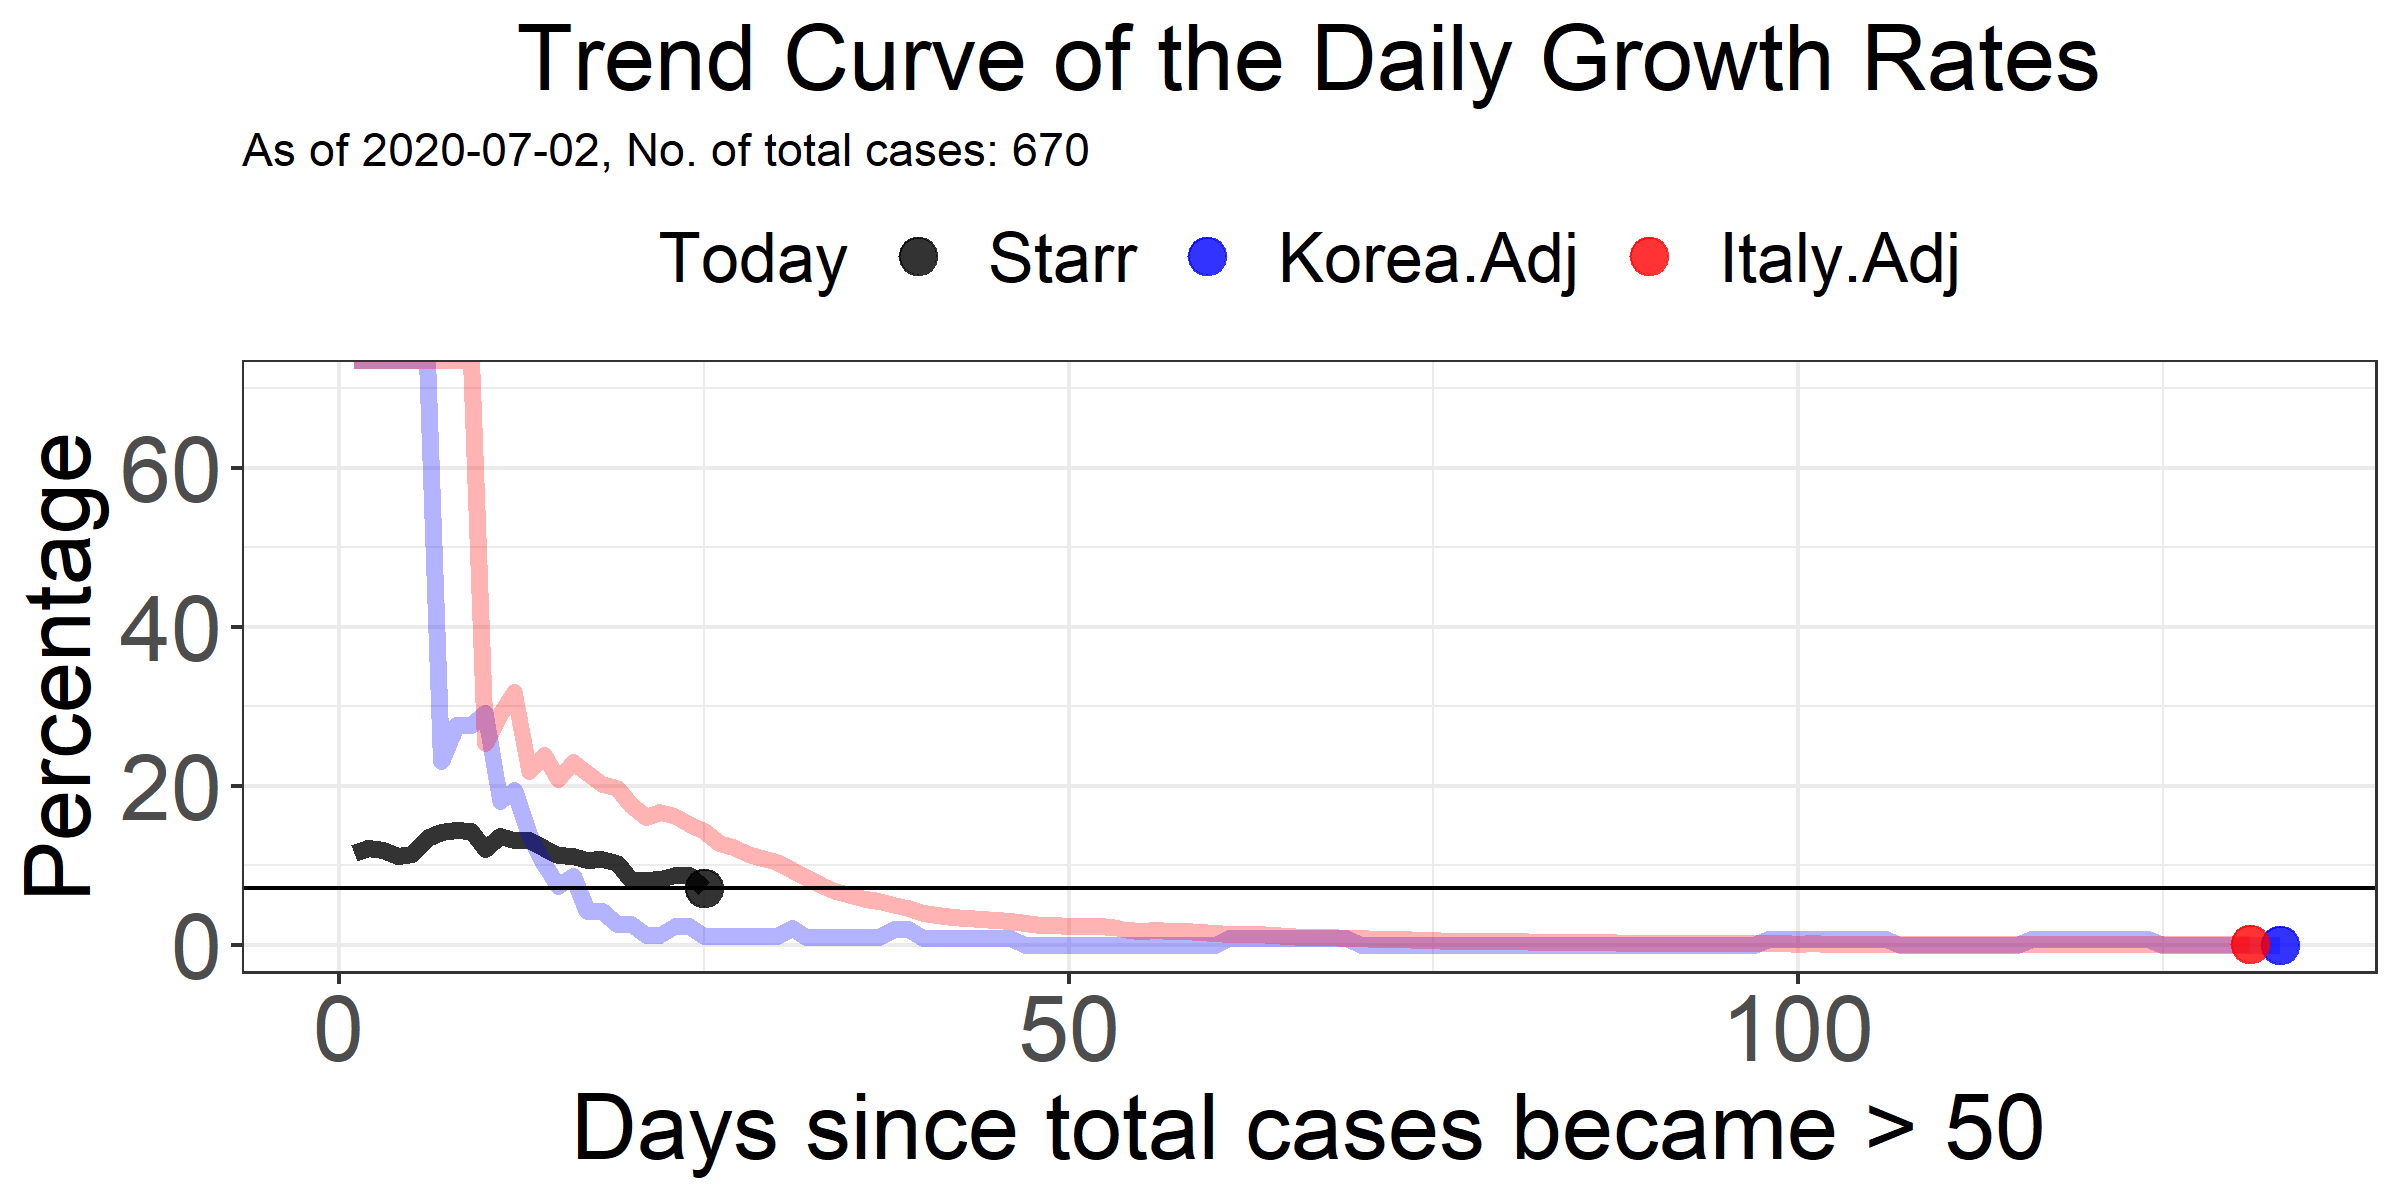 Trend Curve of the Daily Growth Rates
As of 2020-07-02, No. of total cases: 670
Today Starr Korea.Adj Italy.Adj
Percentage
60
40
20
0
0 50 100
Days since total cases became > 50